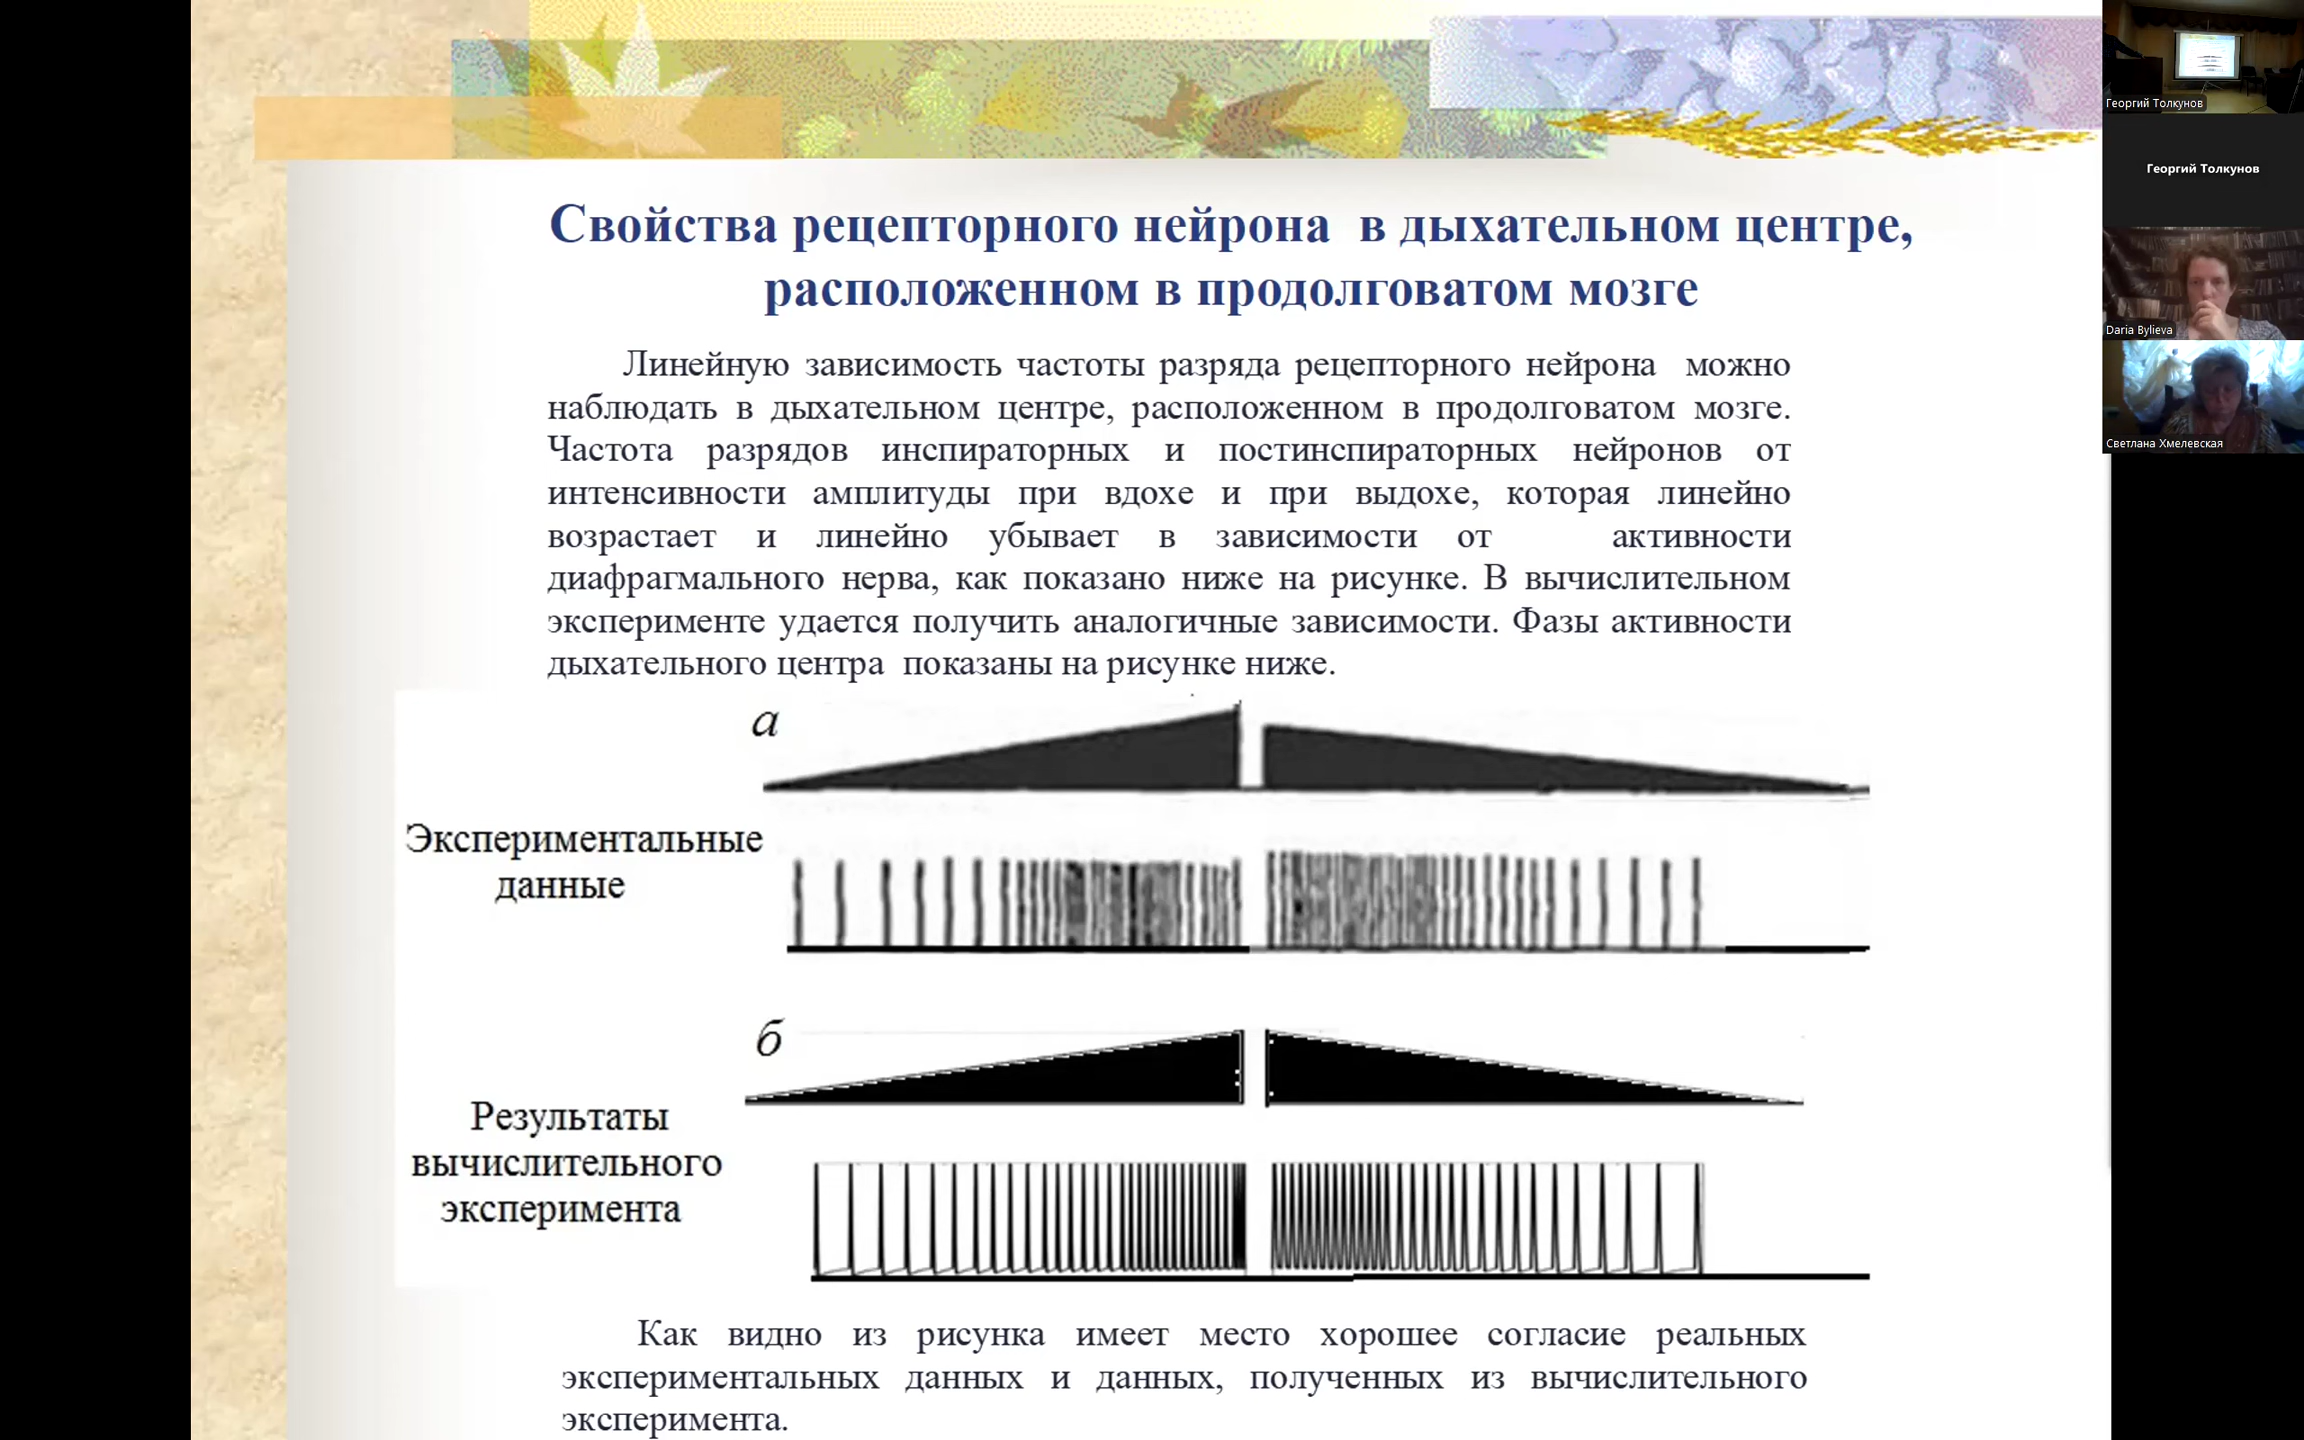 Свойства рецепторного нейрона в дыхательном центре,
расположенном в продолговатом мозге
Линейную зависимость частоты разряда рецепторного нейрона можно
наблюдать в дыхательном центре, расположенном в продолговатом мозге.
Частота разрядов инспираторных и постинспираторных нейронов от
интенсивности амплитуды при вдохе и при выдохе, которая линейно
возрастает и линейно убывает в зависимости от активности
диафрагмального нерва, как показано ниже на рисунке. В вычислительном
эксперименте удается получить аналогичные зависимости. Фазы активности
дыхательного центра показаны на рисунке ниже.
а
Экспериментальные
данные
б
Результаты
вычислительного
эксперимента
Как видно из рисунка имеет место хорошее согласие реальных
экспериментальных данных и данных, полученных из вычислительного
эксперимента.
Георгий Толкунов
Георгий Толкунов
Daria Bylieva
Светлана Хмелевская